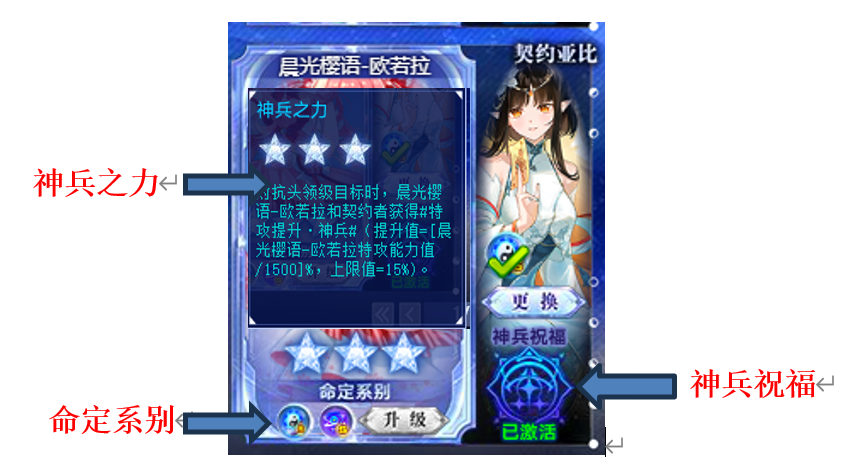 契约亚比
晨光樱语-欧若拉
神兵之力
神兵之力
对抗头领级目标时，晨光樱
语-欧若拉和契约者获得#特
攻提升·神兵#（提升值=[晨
光樱语-欧若拉特攻能力值
/1500]%，上限值=15%）。
已激活
更换
神兵祝福
神兵祝福
命定系别
命定系别
升级
已激活